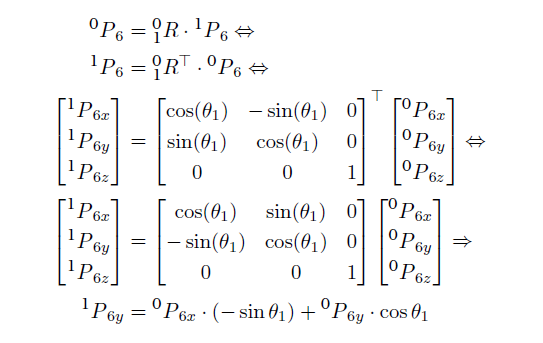 ⁰P₆ = ⁰₁R · ¹P₆ ⇔
¹P₆ = ⁰₁R⊤ · ⁰P₆ ⇔
[¹P₆ₓ; ¹P₆y; ¹P₆z] = [cos(θ₁) − sin(θ₁) 0; sin(θ₁) cos(θ₁) 0; 0 0 1]⊤ [⁰P₆ₓ; ⁰P₆y; ⁰P₆z] ⇔
[¹P₆ₓ; ¹P₆y; ¹P₆z] = [cos(θ₁) sin(θ₁) 0; − sin(θ₁) cos(θ₁) 0; 0 0 1] [⁰P₆ₓ; ⁰P₆y; ⁰P₆z] ⇒
¹P₆y = ⁰P₆ₓ · (− sin θ₁) + ⁰P₆y · cos θ₁